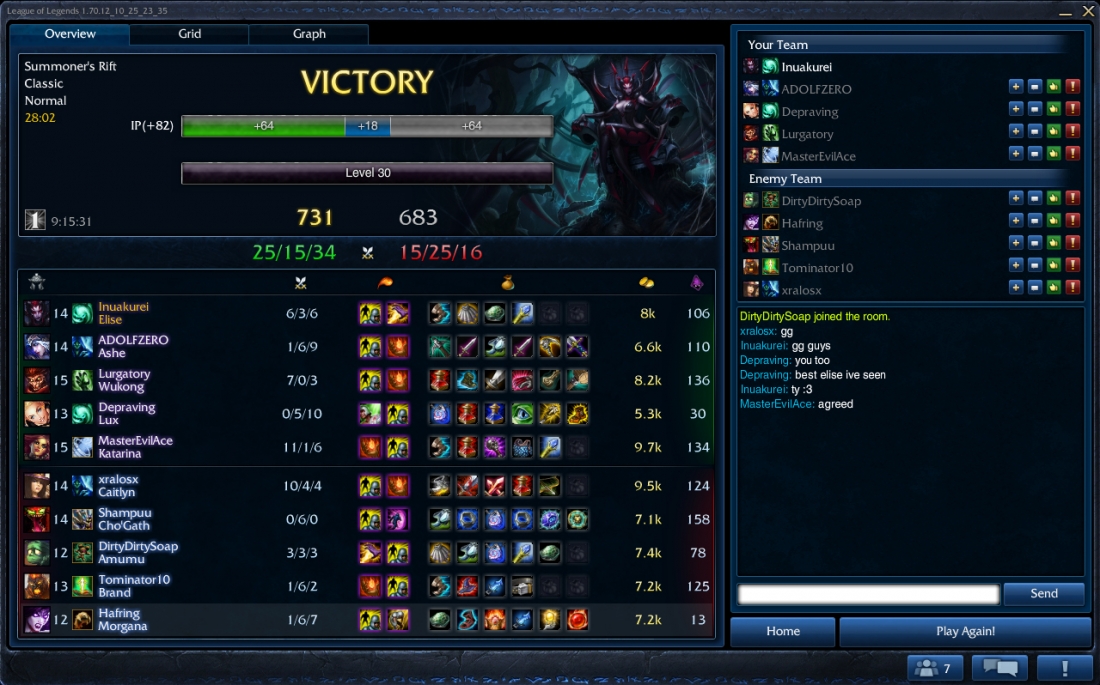 League of Legends 1.70.12_10_25_23_35
Overview Grid Graph
Summoner's Rift
Classic
Normal
28:02
VICTORY
IP(+82) +64 +18 +64
Level 30
1 9:15:31
731 683
25/15/34 15/25/16
14 Inuakurei Elise 6/3/6 8k 106
14 ADOLFZERO Ashe 1/6/9 6.6k 110
15 Lurgatory Wukong 7/0/3 8.2k 136
13 Depraving Lux 0/5/10 5.3k 30
15 MasterEvilAce Katarina 11/1/6 9.7k 134
14 xralosx Caitlyn 10/4/4 9.5k 124
14 Shampuu Cho'Gath 0/6/0 7.1k 158
12 DirtyDirtySoap Amumu 3/3/3 7.4k 78
13 Tominator10 Brand 1/6/2 7.2k 125
12 Hafring Morgana 1/6/7 7.2k 13
Your Team
Inuakurei
ADOLFZERO
Depraving
Lurgatory
MasterEvilAce
Enemy Team
DirtyDirtySoap
Hafring
Shampuu
Tominator10
xralosx
DirtyDirtySoap joined the room.
xralosx: gg
Inuakurei: gg guys
Depraving: you too
Depraving: best elise ive seen
Inuakurei: ty :3
MasterEvilAce: agreed
Send
Home Play Again!
7